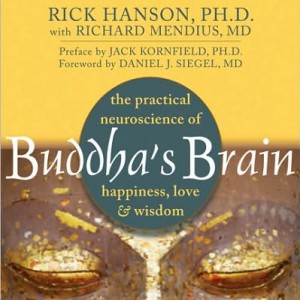 RICK HANSON, PH.D.
with RICHARD MENDIUS, MD
Preface by JACK KORNFIELD, PH.D.
Foreword by DANIEL J. SIEGEL, MD
the practical
neuroscience of
Buddha's Brain
happiness, love
& wisdom